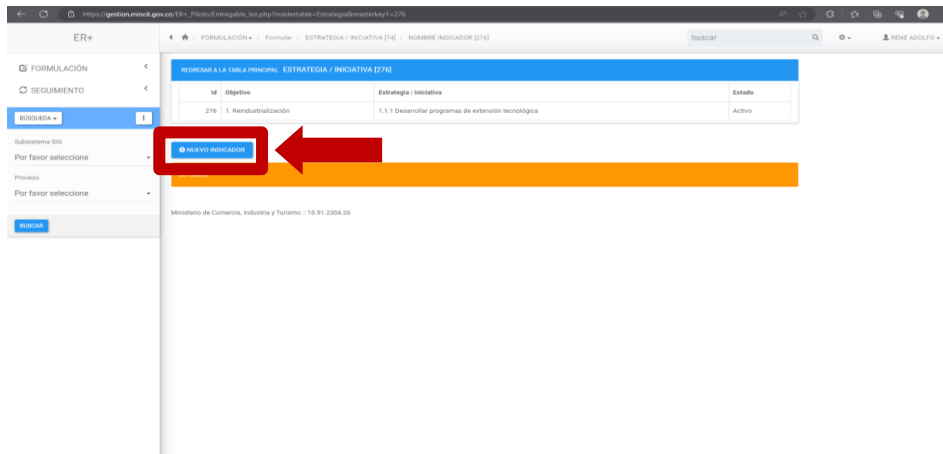 https://gestion.mincit.gov.co/ER+_Piloto/Entregable_list.php?mastertable=Estrategia&masterkey1=276
ER+
FORMULACIÓN / Formular / ESTRATEGIA / INICIATIVA [74] / NOMBRE INDICADOR [276]
buscar
RENE ADOLFO
FORMULACIÓN
SEGUIMIENTO
BÚSQUEDA
Subsistema SIG
Por favor seleccione
Proceso
Por favor seleccione
BUSCAR
REGRESAR A LA TABLA PRINCIPAL ESTRATEGIA / INICIATIVA [276]
Id Objetivo Estrategia | Iniciativa Estado
276 1. Reindustrialización 1.1.1 Desarrollar programas de extensión tecnológica Activo
NUEVO INDICADOR
Ministerio de Comercio, Industria y Turismo :: 10.91.2304.26